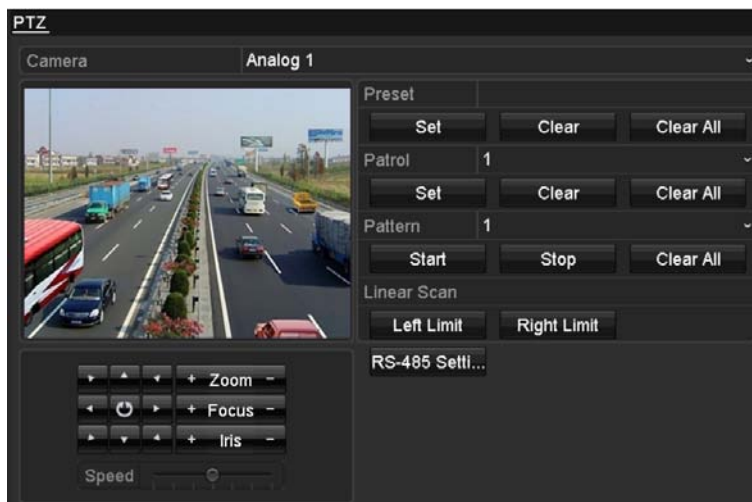 PTZ
Camera Analog 1
Preset
Set Clear Clear All
Patrol 1
Set Clear Clear All
Pattern 1
Start Stop Clear All
Linear Scan
Left Limit Right Limit
RS-485 Setti...
+ Zoom -
+ Focus -
+ Iris -
Speed